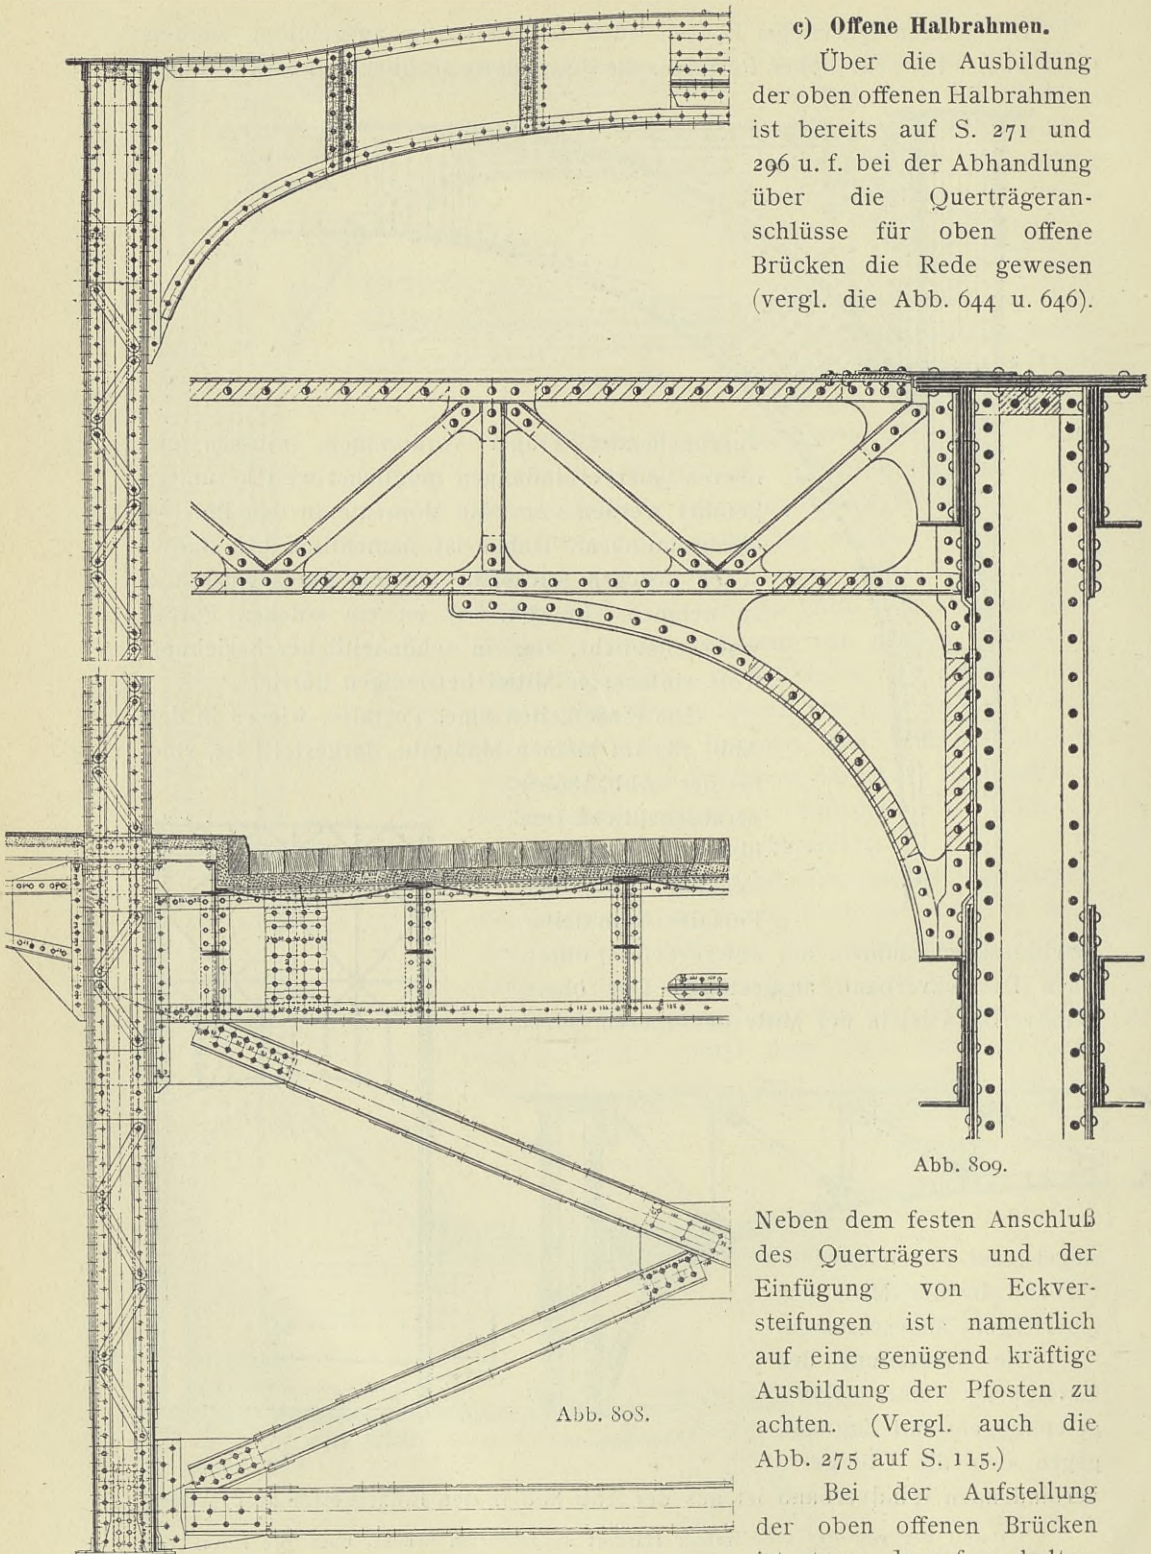 c) Offene Halbrahmen.
Über die Ausbildung
der oben offenen Halbrahmen
ist bereits auf S. 271 und
296 u. f. bei der Abhandlung
über die Querträgeran-
schlüsse für oben offene
Brücken die Rede gewesen
(vergl. die Abb. 644 u. 646).
Abb. 809.
Neben dem festen Anschluß
des Querträgers und der
Einfügung von Eckver-
steifungen ist namentlich
auf eine genügend kräftige
Ausbildung der Pfosten zu
achten. (Vergl. auch die
Abb. 275 auf S. 115.)
Bei der Aufstellung
der oben offenen Brücken
Abb. 808.